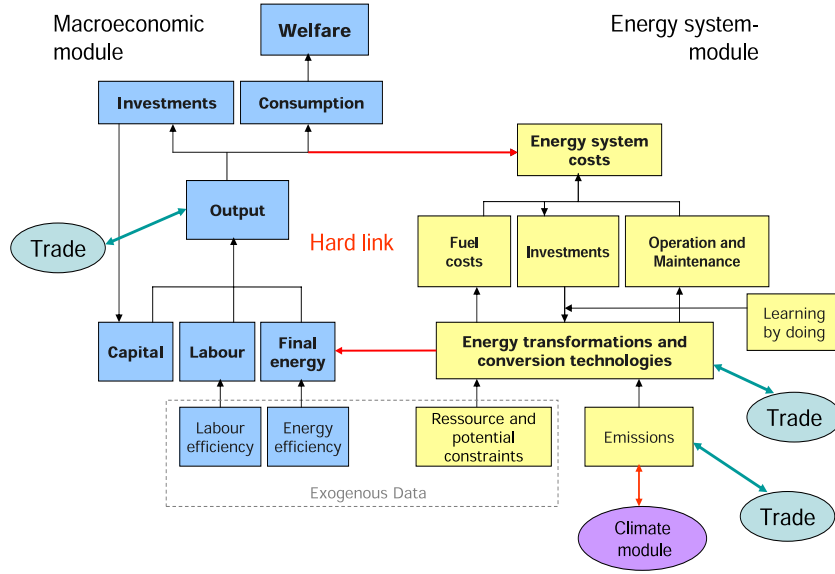 Macroeconomic
module
Welfare
Energy system-
module
Investments
Consumption
Energy system
costs
Output
Trade
Hard link
Fuel
costs
Investments
Operation and
Maintenance
Learning
by doing
Capital
Labour
Final
energy
Energy transformations and
conversion technologies
Trade
Labour
efficiency
Energy
efficiency
Ressource and
potential
constraints
Emissions
Exogenous Data
Trade
Climate
module